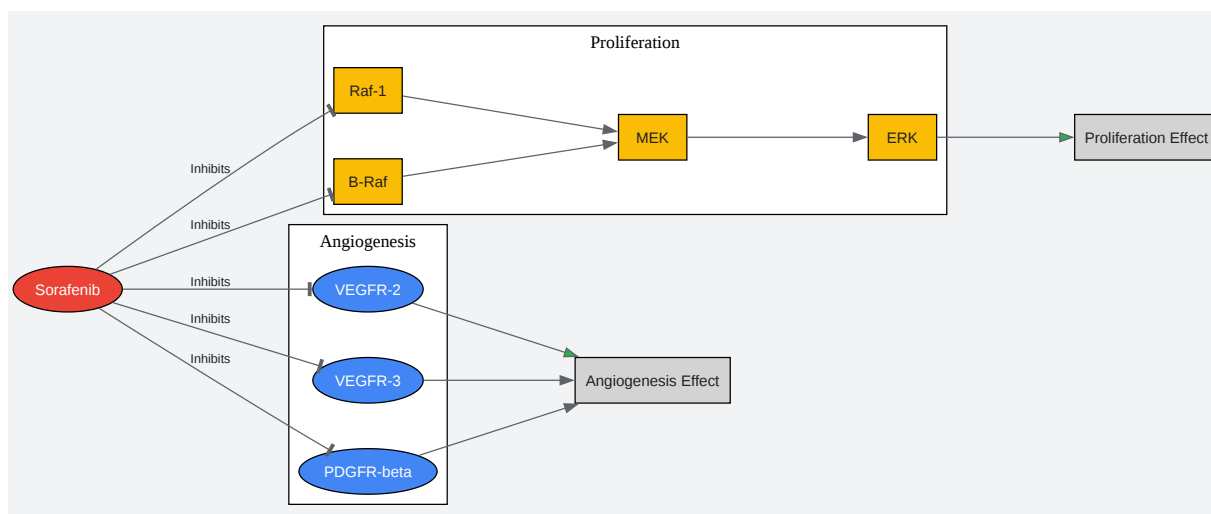 Proliferation
Raf-1
MEK
ERK
Proliferation Effect
B-Raf
Inhibits
Inhibits
Angiogenesis
Sorafenib
Inhibits
VEGFR-2
Inhibits
Inhibits
VEGFR-3
Angiogenesis Effect
PDGFR-beta